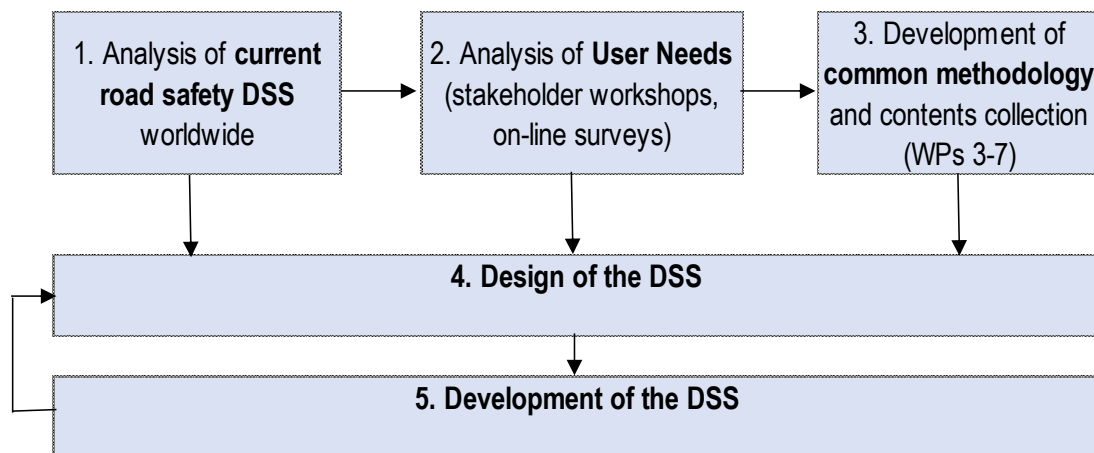 1. Analysis of current
road safety DSS
worldwide
2. Analysis of User Needs
(stakeholder workshops,
on-line surveys)
3. Development of
common methodology
and contents collection
(WPs 3-7)
4. Design of the DSS
5. Development of the DSS